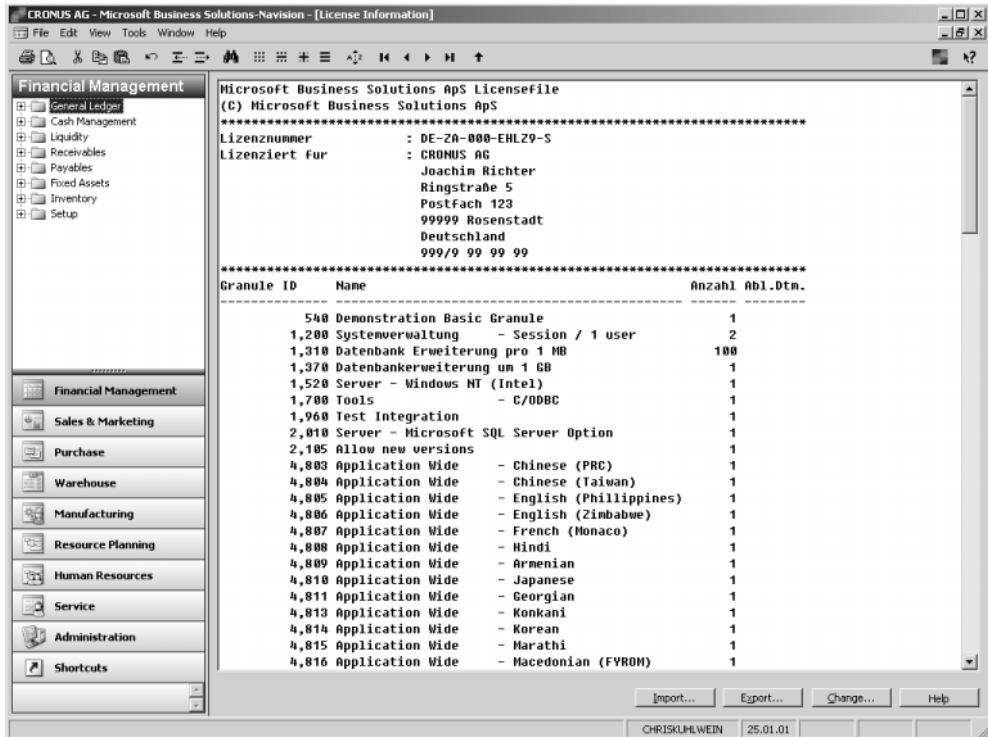 CRONUS AG - Microsoft Business Solutions-Navision - [License Information]
File Edit View Tools Window Help
Financial Management
General Ledger
Cash Management
Liquidity
Receivables
Payables
Fixed Assets
Inventory
Setup
Financial Management
Sales & Marketing
Purchase
Warehouse
Manufacturing
Resource Planning
Human Resources
Service
Administration
Shortcuts
Microsoft Business Solutions ApS Licensefile
(C) Microsoft Business Solutions ApS
********************************************************************************
Lizenznummer : DE-ZA-000-EHLZ9-S
Lizenziert fur : CRONUS AG
Joachim Richter
Ringstraße 5
Postfach 123
99999 Rosenstadt
Deutschland
999/9 99 99 99
********************************************************************************
Granule ID Name Anzahl Abl.Dtm.
-------------- --------------------------------------------- ------ --------
540 Demonstration Basic Granule 1
1,200 Systemverwaltung - Session / 1 user 2
1,310 Datenbank Erweiterung pro 1 MB 100
1,370 Datenbankerweiterung um 1 GB 1
1,520 Server - Windows NT (Intel) 1
1,700 Tools - C/ODBC 1
1,960 Test Integration 1
2,010 Server - Microsoft SQL Server Option 1
2,105 Allow new versions 1
4,803 Application Wide - Chinese (PRC) 1
4,804 Application Wide - Chinese (Taiwan) 1
4,805 Application Wide - English (Phillippines) 1
4,806 Application Wide - English (Zimbabwe) 1
4,807 Application Wide - French (Monaco) 1
4,808 Application Wide - Hindi 1
4,809 Application Wide - Armenian 1
4,810 Application Wide - Japanese 1
4,811 Application Wide - Georgian 1
4,813 Application Wide - Konkani 1
4,814 Application Wide - Korean 1
4,815 Application Wide - Marathi 1
4,816 Application Wide - Macedonian (FYROM) 1
Import... Export... Change... Help
CHRISKUHLWEIN 25.01.01